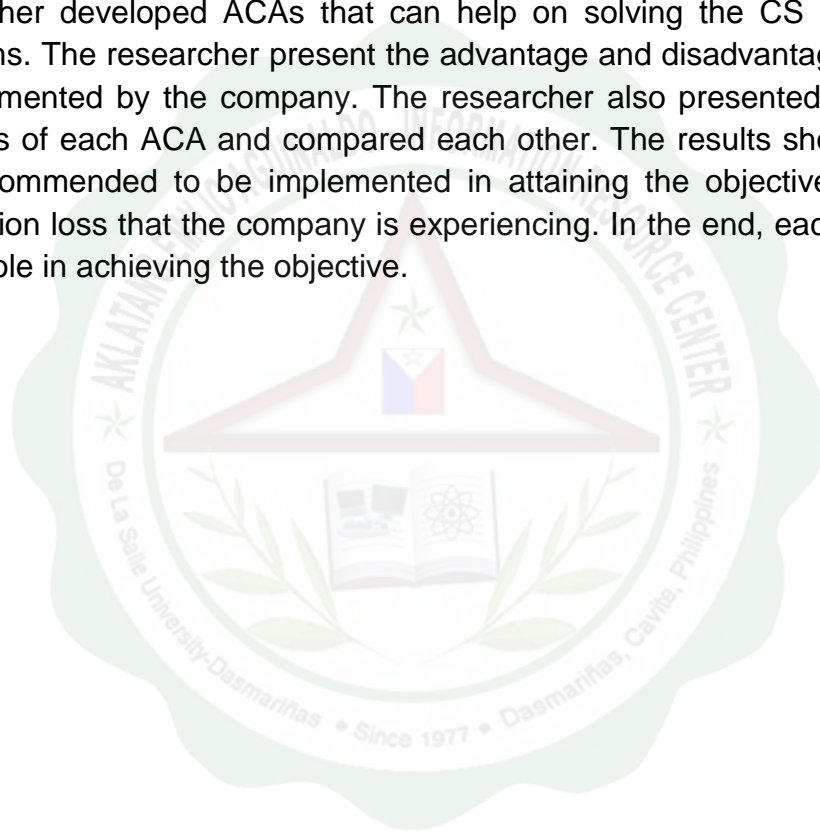 her developed ACAs that can help on solving the CS
ns. The researcher present the advantage and disadvantag
mented by the company. The researcher also presented
s of each ACA and compared each other. The results sho
commended to be implemented in attaining the objective
ion loss that the company is experiencing. In the end, eac
ble in achieving the objective.
AKLATANG EMILIO AGUINALDO INFORMATION RESOURCE CENTER
De La Salle University-Dasmariñas • Since 1977 • Dasmariñas, Cavite, Philippines